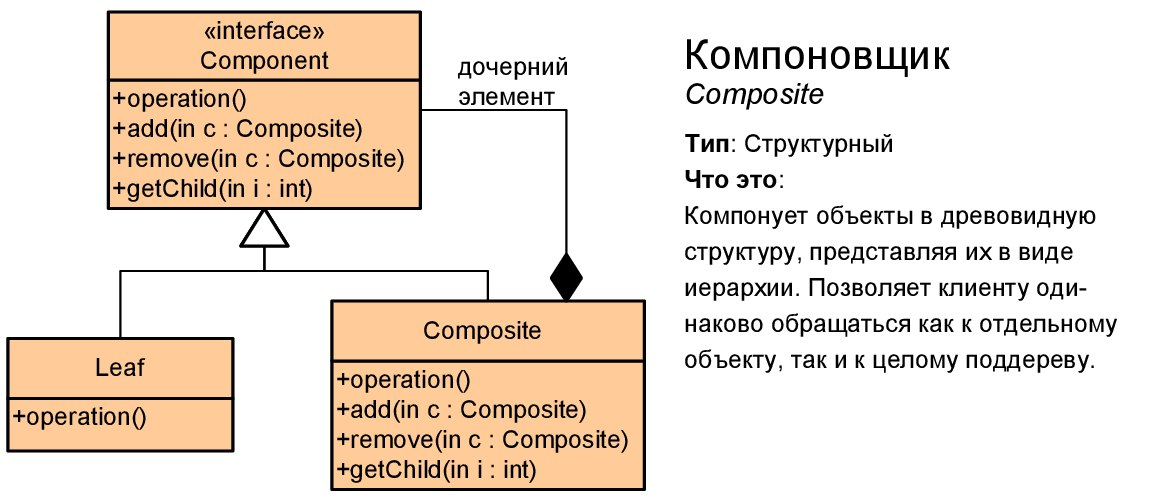 «interface»
Component
+operation()
+add(in c : Composite)
+remove(in c : Composite)
+getChild(in i : int)
дочерний
элемент
Leaf
+operation()
Composite
+operation()
+add(in c : Composite)
+remove(in c : Composite)
+getChild(in i : int)
Компоновщик
Composite
Тип: Структурный
Что это:
Компонует объекты в древовидную
структуру, представляя их в виде
иерархии. Позволяет клиенту оди-
наково обращаться как к отдельному
объекту, так и к целому поддереву.